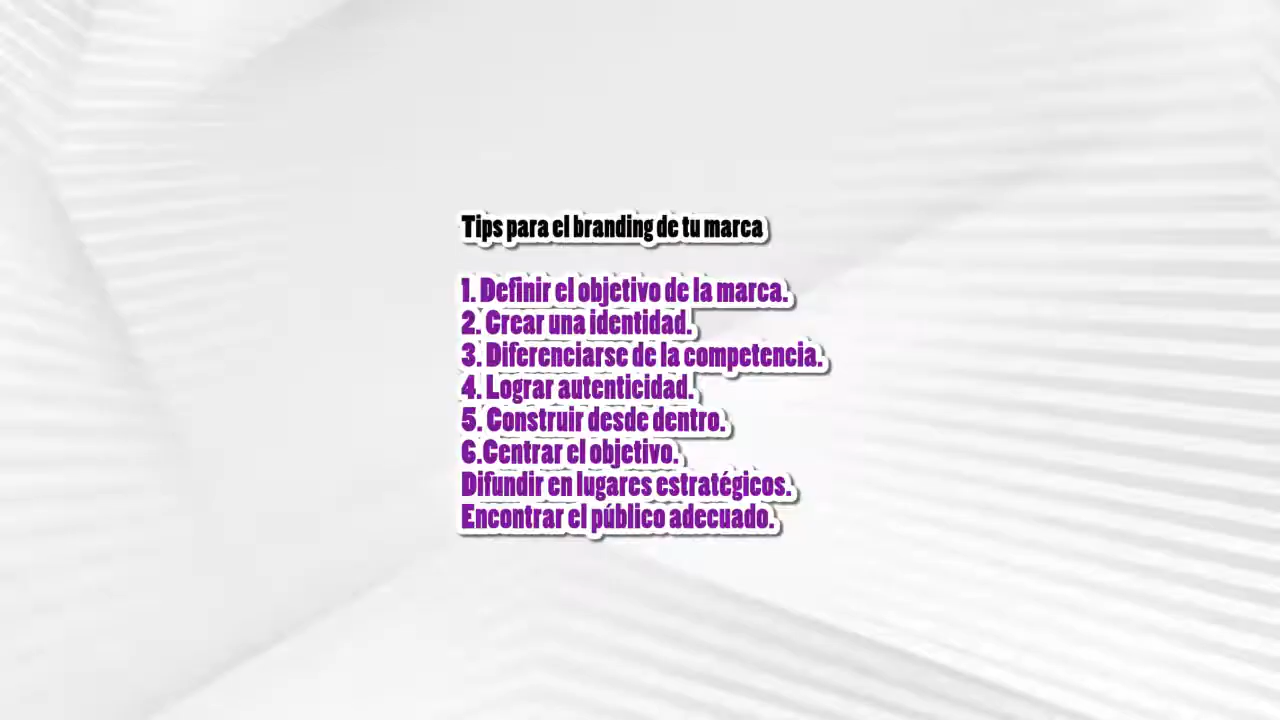 Tips para el branding de tu marca
1. Definir el objetivo de la marca.
2. Crear una identidad.
3. Diferenciarse de la competencia.
4. Lograr autenticidad.
5. Construir desde dentro.
6.Centrar el objetivo.
Difundir en lugares estratégicos.
Encontrar el público adecuado.